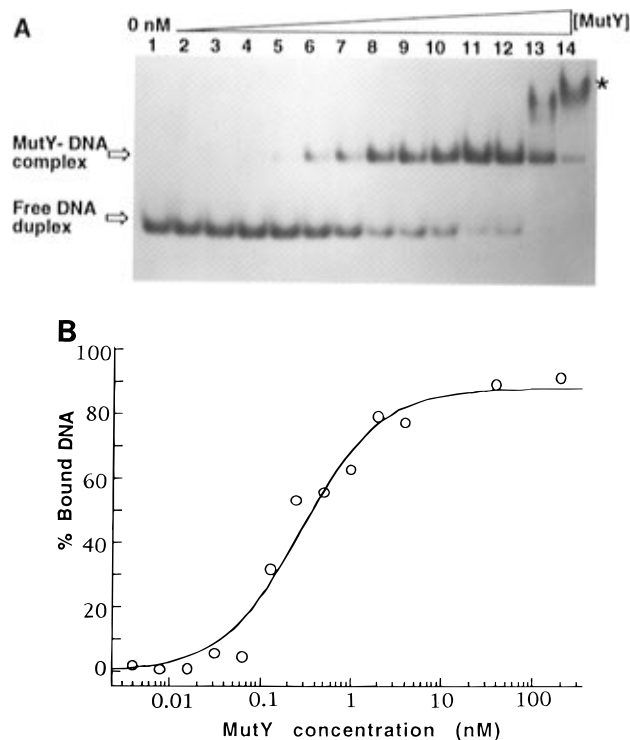 A
0 nM
[MutY]
1 2 3 4 5 6 7 8 9 10 11 12 13 14
*
MutY- DNA
complex
Free DNA
duplex
B
100
80
60
40
20
0
% Bound DNA
0.01 0.1 1 10 100
MutY concentration (nM)